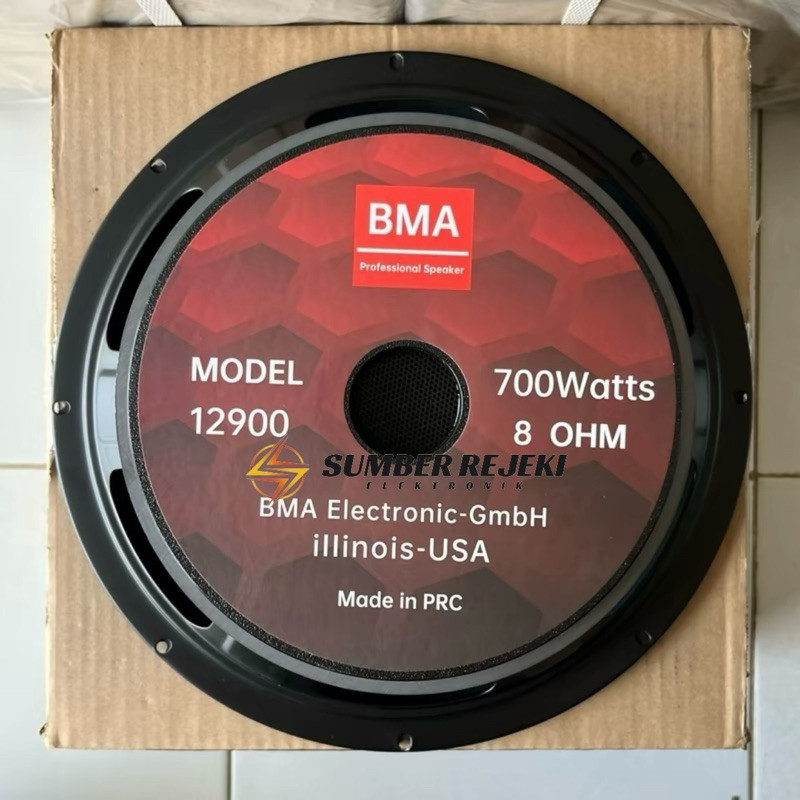 BMA
Professional Speaker
MODEL
12900
700Watts
8 OHM
SUMBER REJEKI
ELEKTRONIK
BMA Electronic-GmbH
illinois-USA
Made in PRC